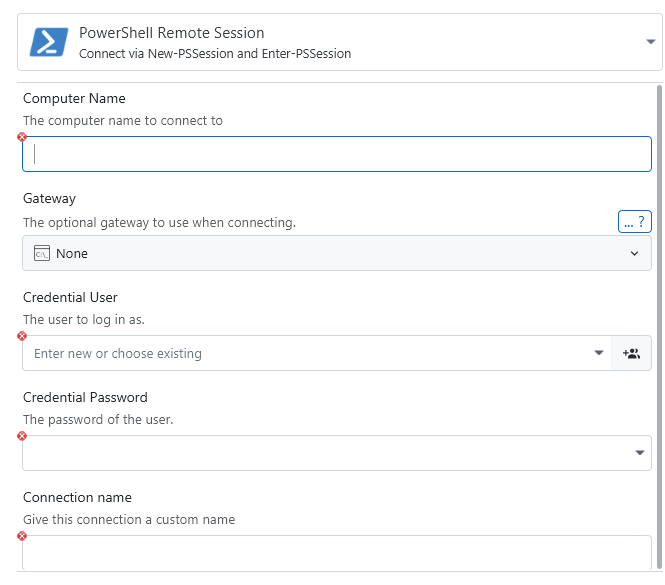 PowerShell Remote Session
Connect via New-PSSession and Enter-PSSession
Computer Name
The computer name to connect to
Gateway
The optional gateway to use when connecting.
... ?
C:\_ None
Credential User
The user to log in as.
Enter new or choose existing
Credential Password
The password of the user.
Connection name
Give this connection a custom name